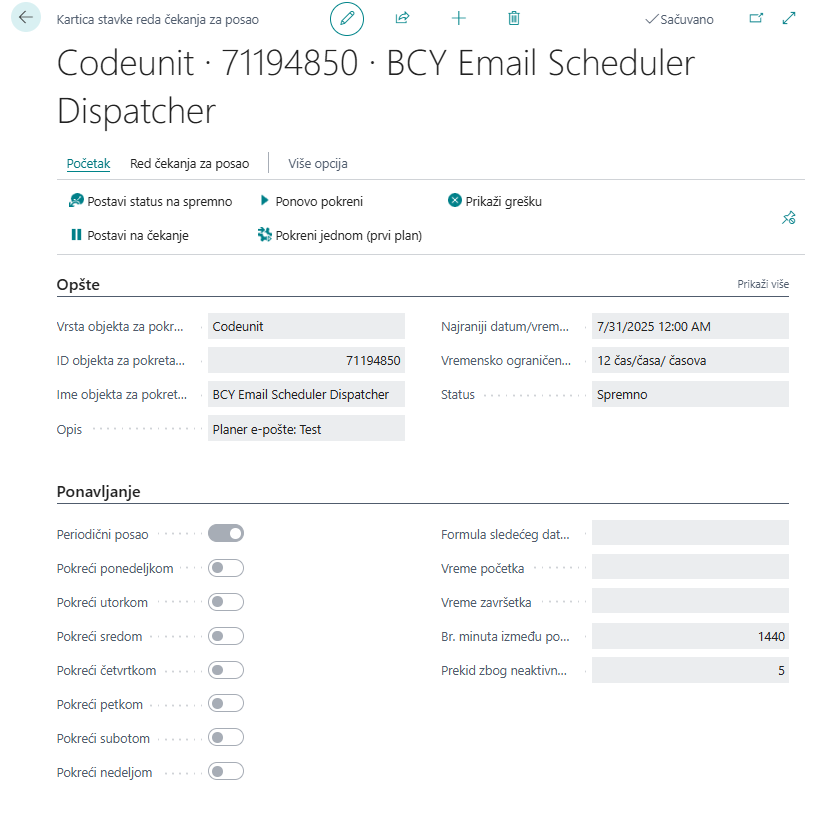 Kartica stavke reda čekanja za posao
Sačuvano
Codeunit · 71194850 · BCY Email Scheduler
Dispatcher
Početak Red čekanja za posao Više opcija
Postavi status na spremno Ponovo pokreni Prikaži grešku
Postavi na čekanje Pokreni jednom (prvi plan)
Opšte Prikaži više
Vrsta objekta za pokr... Codeunit
ID objekta za pokreta... 71194850
Ime objekta za pokret... BCY Email Scheduler Dispatcher
Opis Planer e-pošte: Test
Najraniji datum/vrem... 7/31/2025 12:00 AM
Vremensko ograničen... 12 čas/časa/ časova
Status Spremno
Ponavljanje
Periodični posao
Pokreći ponedeljkom
Pokreći utorkom
Pokreći sredom
Pokreći četvrtkom
Pokreći petkom
Pokreći subotom
Pokreći nedeljom
Formula sledećeg dat...
Vreme početka
Vreme završetka
Br. minuta između po... 1440
Prekid zbog neaktivn... 5